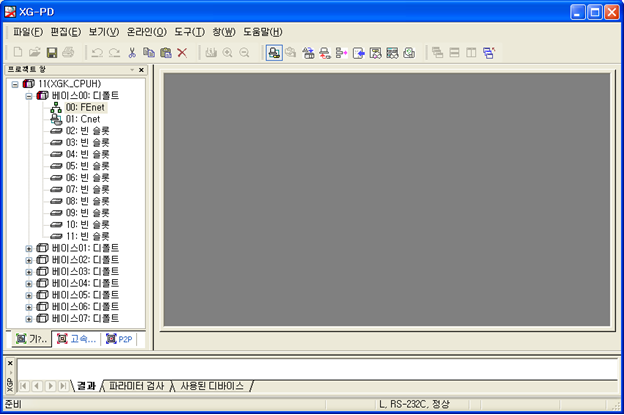 XG-PD
파일(F) 편집(E) 보기(V) 온라인(O) 도구(T) 창(W) 도움말(H)
프로젝트 창
11(XGK_CPUH)
베이스00: 디폴트
00: FEnet
01: Cnet
02: 빈 슬롯
03: 빈 슬롯
04: 빈 슬롯
05: 빈 슬롯
06: 빈 슬롯
07: 빈 슬롯
08: 빈 슬롯
09: 빈 슬롯
10: 빈 슬롯
11: 빈 슬롯
베이스01: 디폴트
베이스02: 디폴트
베이스03: 디폴트
베이스04: 디폴트
베이스05: 디폴트
베이스06: 디폴트
베이스07: 디폴트
기?.. 고속... P2P
결과 파라미터 검사 사용된 디바이스
준비 L, RS-232C, 정상